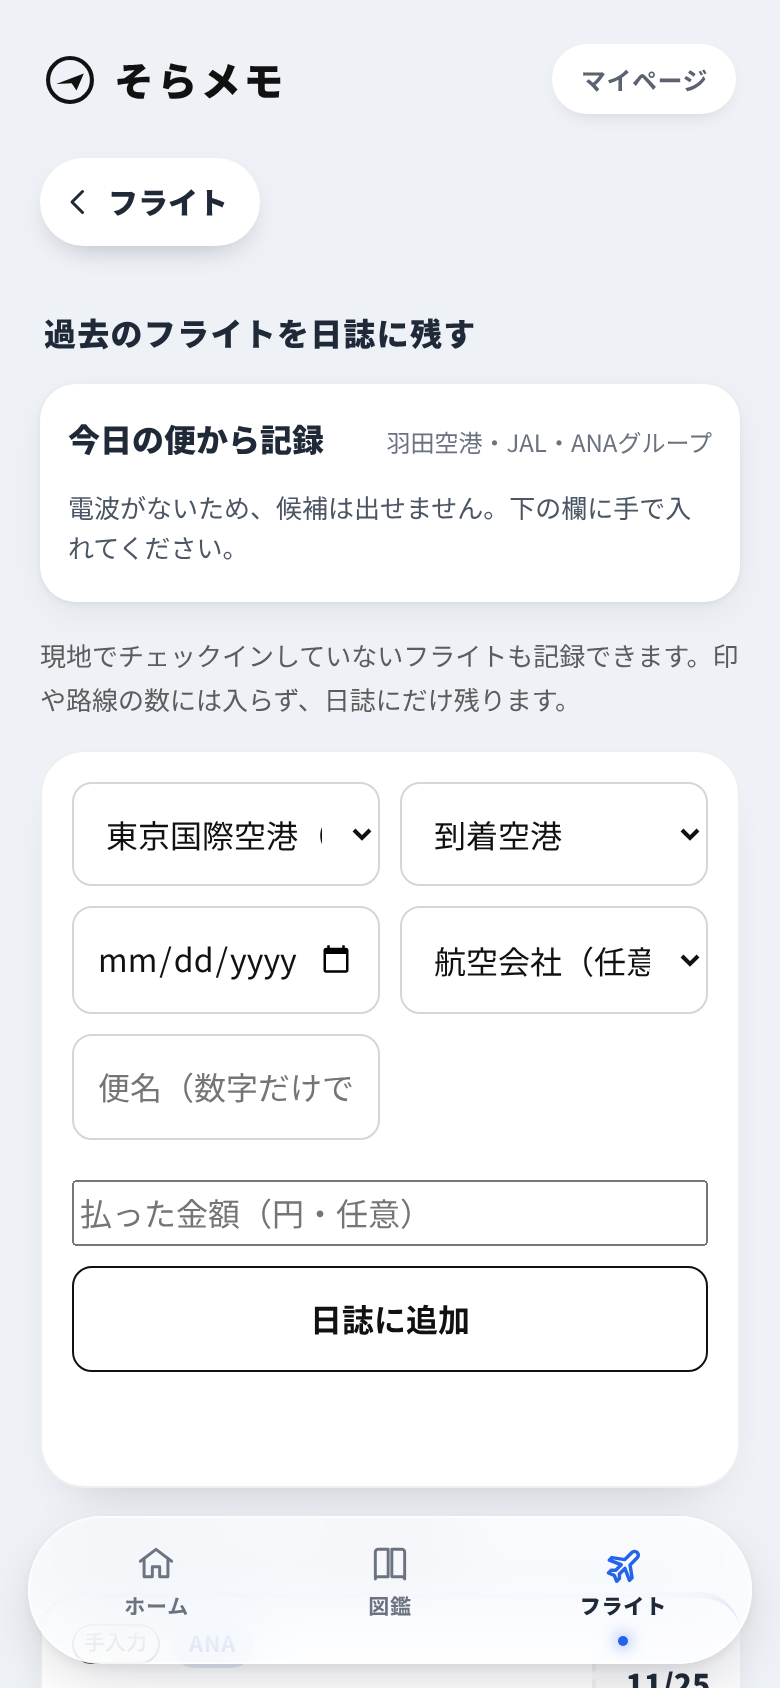 そらメモ
マイページ
フライト
過去のフライトを日誌に残す
今日の便から記録
羽田空港・JAL・ANAグループ
電波がないため、候補は出せません。下の欄に手で入
れてください。
現地でチェックインしていないフライトも記録できます。印
や路線の数には入らず、日誌にだけ残ります。
東京国際空港（
到着空港
mm/dd/yyyy
航空会社（任意
便名（数字だけで
払った金額（円・任意）
日誌に追加
ホーム
図鑑
フライト
手入力
ANA
11/25